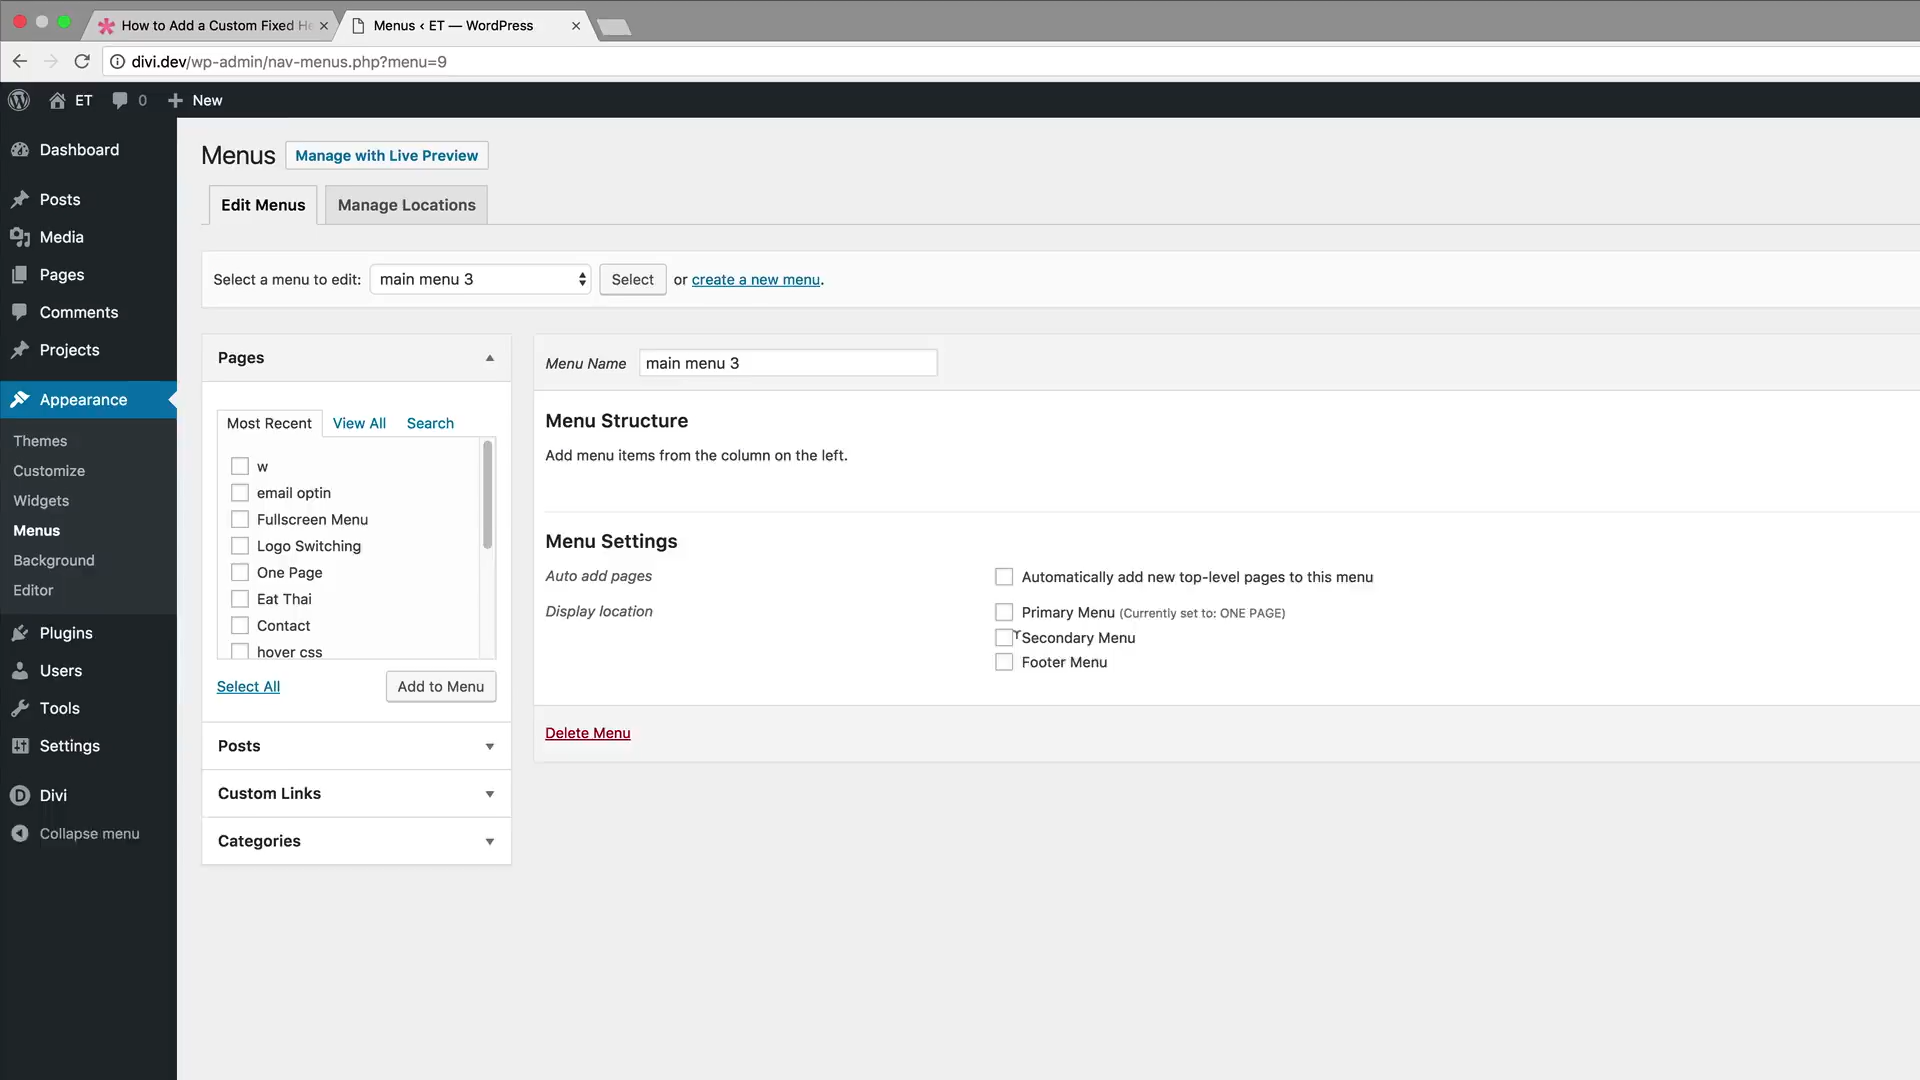 How to Add a Custom Fixed He
Menus ‹ ET — WordPress
divi.dev/wp-admin/nav-menus.php?menu=9
ET 0 New
Dashboard
Posts
Media
Pages
Comments
Projects
Appearance
Themes
Customize
Widgets
Menus
Background
Editor
Plugins
Users
Tools
Settings
Divi
Collapse menu
Menus Manage with Live Preview
Edit Menus Manage Locations
Select a menu to edit: main menu 3 Select or create a new menu.
Pages
Most Recent View All Search
w
email optin
Fullscreen Menu
Logo Switching
One Page
Eat Thai
Contact
hover css
Select All Add to Menu
Posts
Custom Links
Categories
Menu Name main menu 3
Menu Structure
Add menu items from the column on the left.
Menu Settings
Auto add pages Automatically add new top-level pages to this menu
Display location Primary Menu (Currently set to: ONE PAGE)
Secondary Menu
Footer Menu
Delete Menu